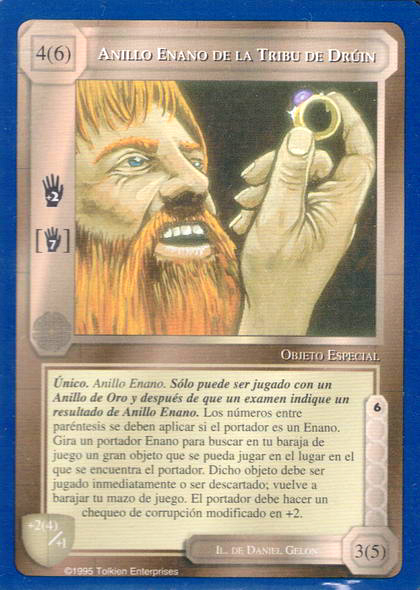 4(6)
Anillo Enano de la Tribu de Drúin
+2
[7]
Objeto Especial
Único. Anillo Enano. Sólo puede ser jugado con un
Anillo de Oro y después de que un examen indique un
resultado de Anillo Enano. Los números entre
paréntesis se deben aplicar si el portador es un Enano.
Gira un portador Enano para buscar en tu baraja de
juego un gran objeto que se pueda jugar en el lugar en el
que se encuentra el portador. Dicho objeto debe ser
jugado inmediatamente o ser descartado; vuelve a
barajar tu mazo de juego. El portador debe hacer un
chequeo de corrupción modificado en +2.
6
+2(4)/+1
Il. de Daniel Gelon
3(5)
©1995 Tolkien Enterprises